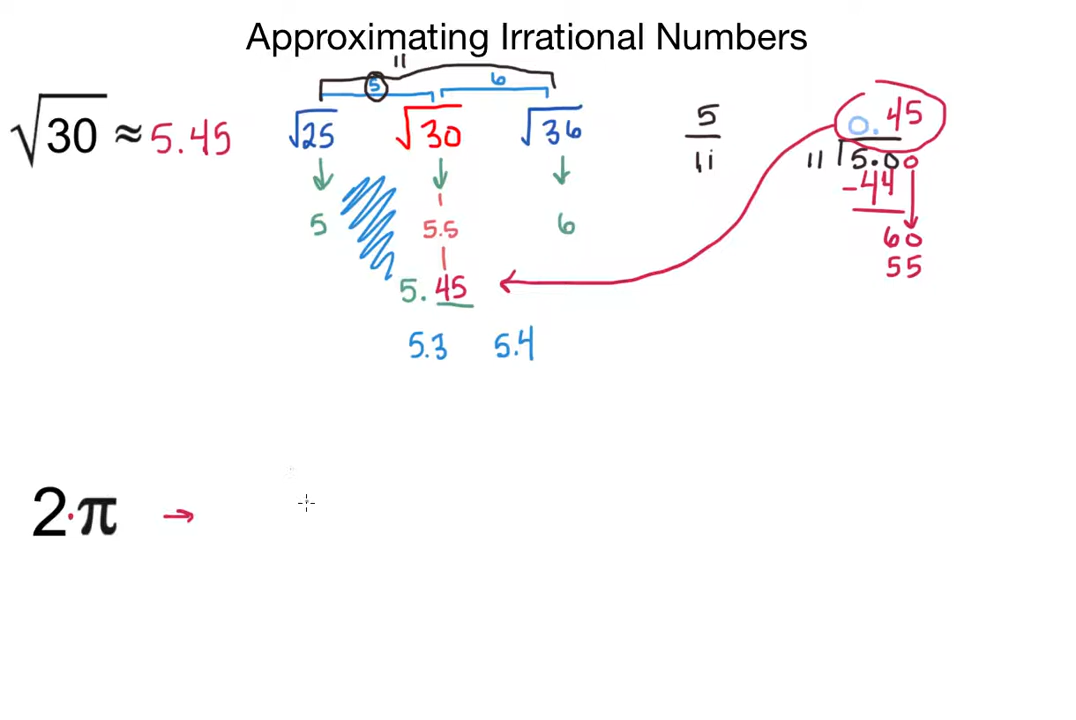 Approximating Irrational Numbers
11
5 6
√30 ≈ 5.45
√25 √30 √36
5 5.5 6
5.45
5.3 5.4
5
11
0.45
11 5.00
-44
60
55
2·π →